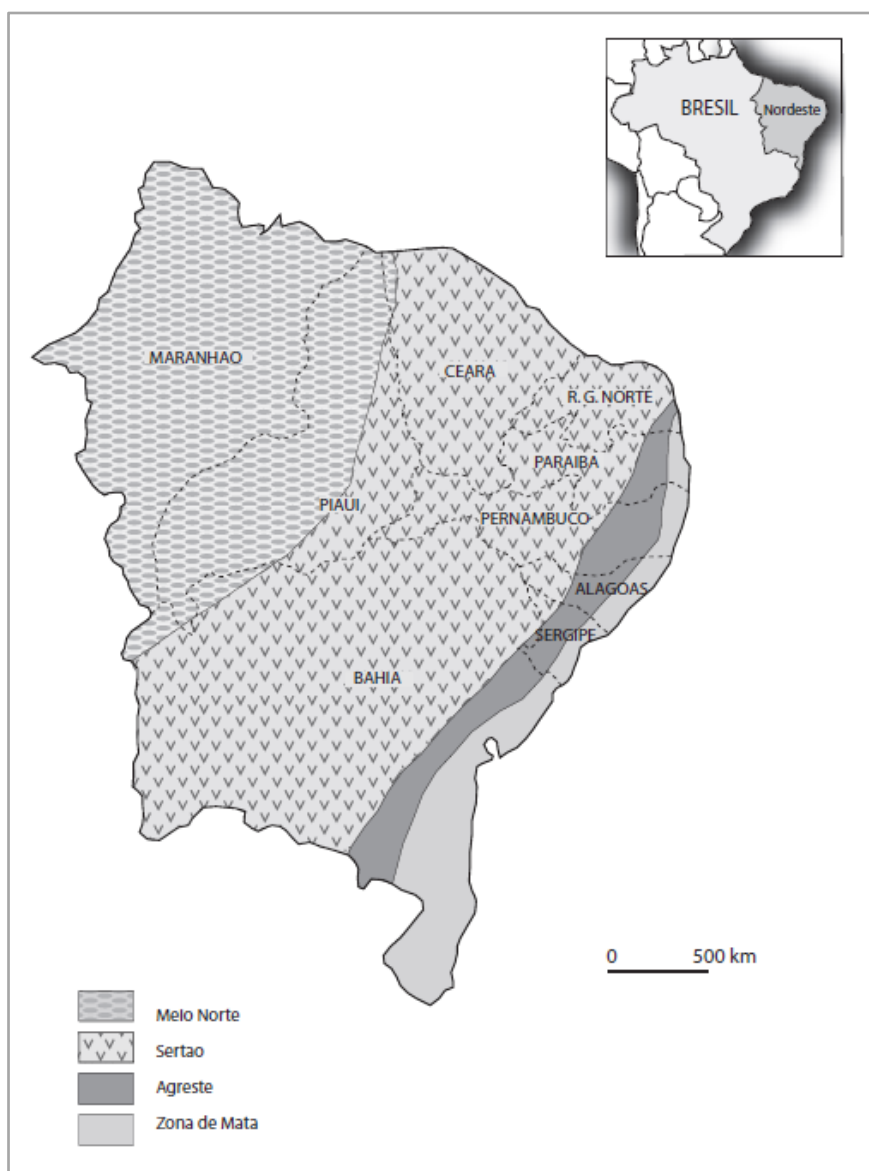 BRESIL
Nordeste
MARANHAO
CEARA
R. G. NORTE
PARAIBA
PIAUI
PERNAMBUCO
ALAGOAS
SERGIPE
BAHIA
0 500 km
Meio Norte
Sertao
Agreste
Zona de Mata